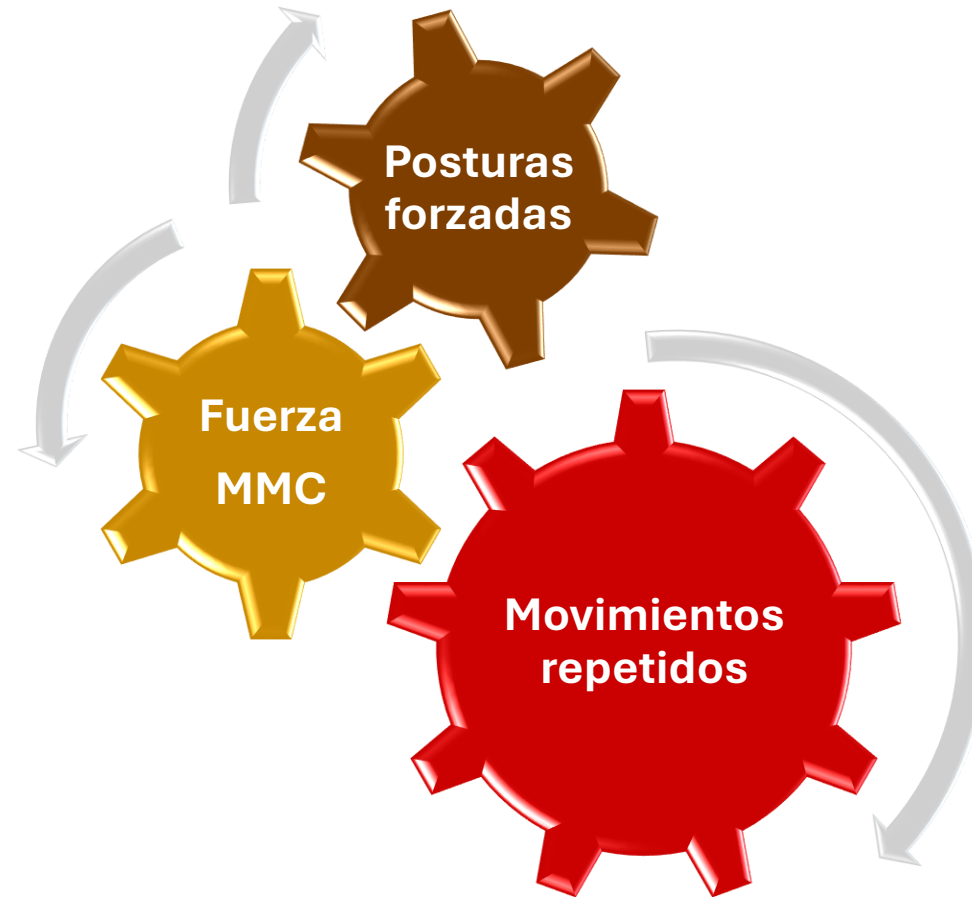 Posturas
forzadas
Fuerza
MMC
Movimientos
repetidos